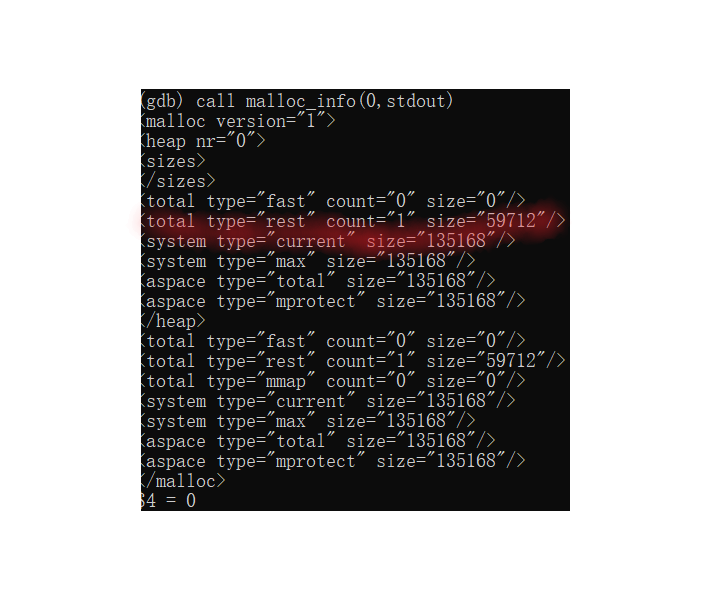 (gdb) call malloc_info(0,stdout)
<malloc version="1">
<heap nr="0">
<sizes>
</sizes>
<total type="fast" count="0" size="0"/>
<total type="rest" count="1" size="59712"/>
<system type="current" size="135168"/>
<system type="max" size="135168"/>
<aspace type="total" size="135168"/>
<aspace type="mprotect" size="135168"/>
</heap>
<total type="fast" count="0" size="0"/>
<total type="rest" count="1" size="59712"/>
<total type="mmap" count="0" size="0"/>
<system type="current" size="135168"/>
<system type="max" size="135168"/>
<aspace type="total" size="135168"/>
<aspace type="mprotect" size="135168"/>
</malloc>
$4 = 0